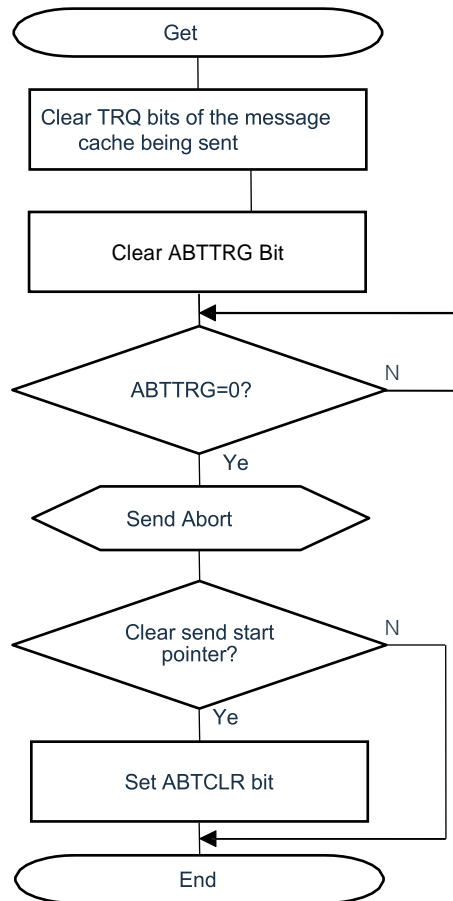 Get
Clear TRQ bits of the message
cache being sent
Clear ABTTRG Bit
ABTTRG=0?
N
Ye
Send Abort
Clear send start
pointer?
N
Ye
Set ABTCLR bit
End